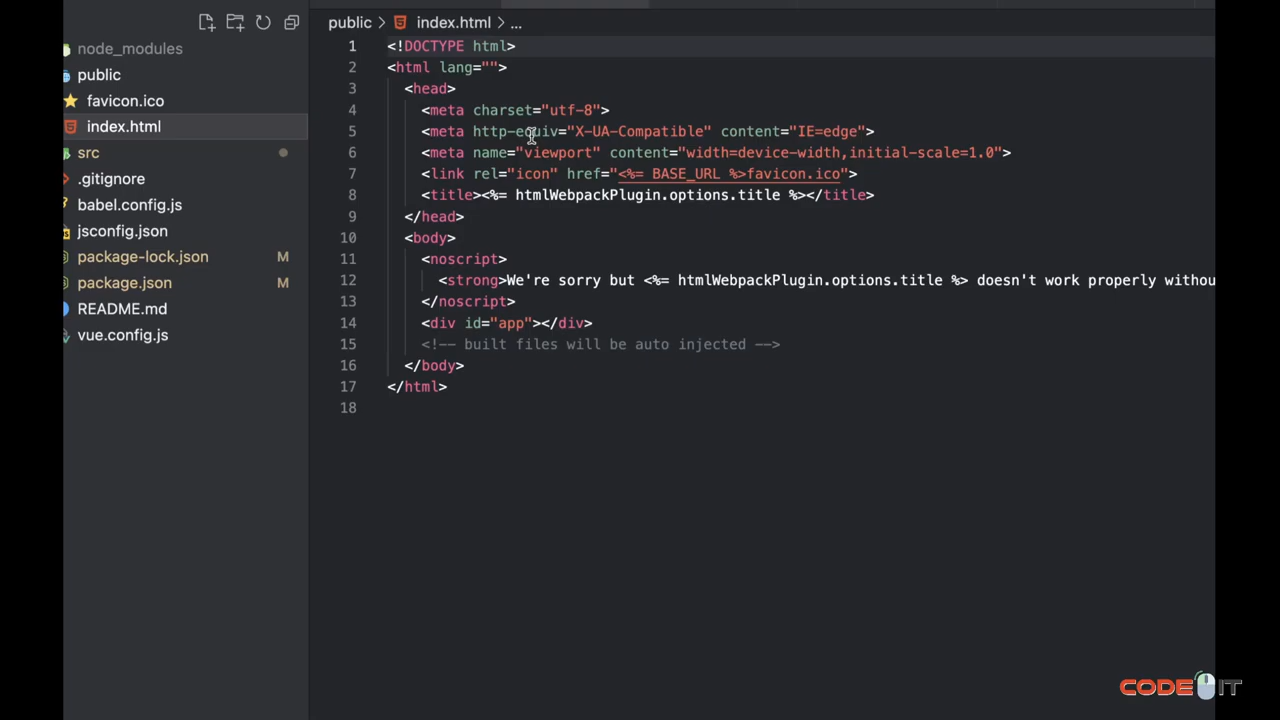 public > index.html > ...
node_modules
public
favicon.ico
index.html
src
.gitignore
babel.config.js
jsconfig.json
package-lock.json M
package.json M
README.md
vue.config.js
1 <!DOCTYPE html>
2 <html lang="">
3 <head>
4 <meta charset="utf-8">
5 <meta http-equiv="X-UA-Compatible" content="IE=edge">
6 <meta name="viewport" content="width=device-width,initial-scale=1.0">
7 <link rel="icon" href="<%= BASE_URL %>favicon.ico">
8 <title><%= htmlWebpackPlugin.options.title %></title>
9 </head>
10 <body>
11 <noscript>
12 <strong>We're sorry but <%= htmlWebpackPlugin.options.title %> doesn't work properly withou
13 </noscript>
14 <div id="app"></div>
15 <!-- built files will be auto injected -->
16 </body>
17 </html>
18
CODE IT